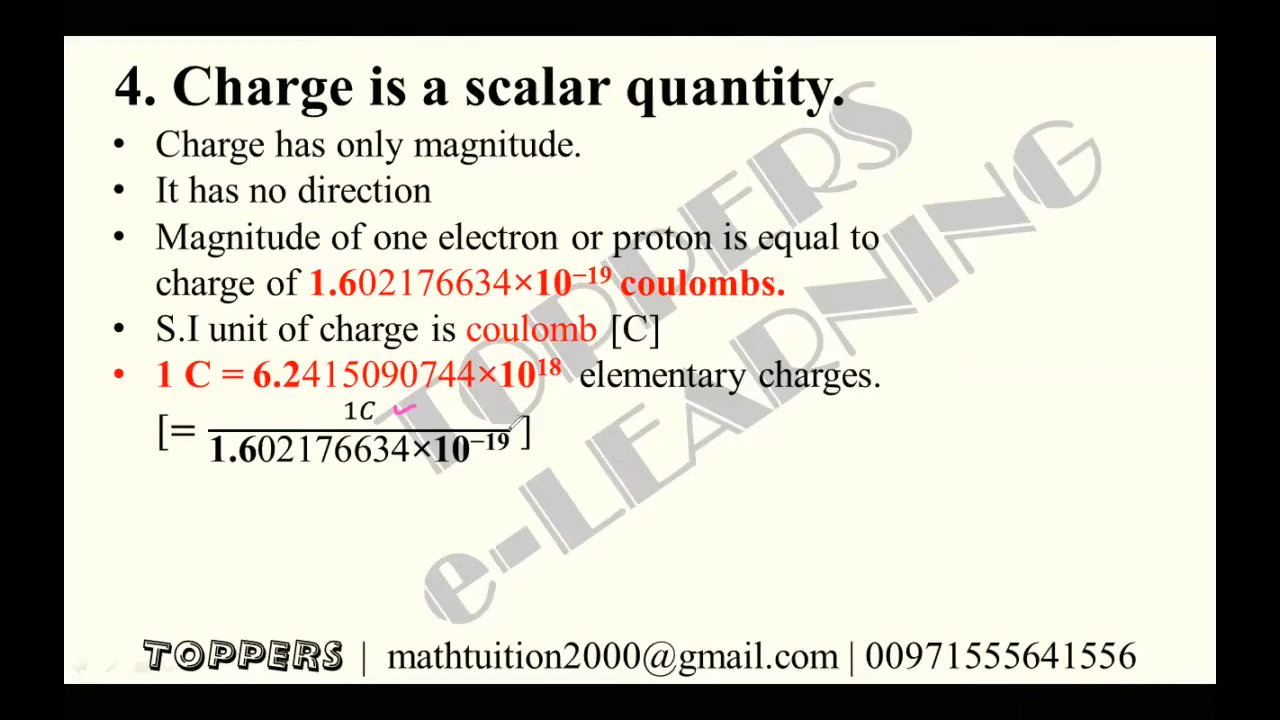 4. Charge is a scalar quantity.
• Charge has only magnitude.
• It has no direction
• Magnitude of one electron or proton is equal to
charge of 1.602176634×10⁻¹⁹ coulombs.
• S.I unit of charge is coulomb [C]
• 1 C = 6.2415090744×10¹⁸ elementary charges.
1C
[= ]
1.602176634×10⁻¹⁹
TOPPERS
e-LEARNING
TOPPERS | mathtuition2000@gmail.com | 00971555641556